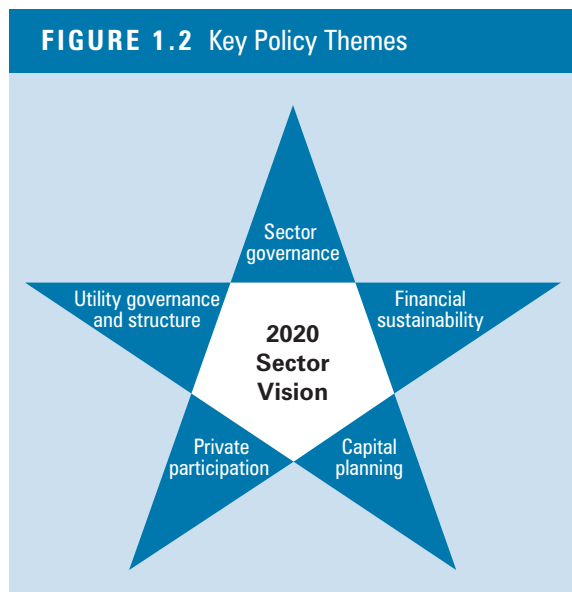 FIGURE 1.2 Key Policy Themes
Sector
governance
Utility governance
and structure
Financial
sustainability
2020
Sector
Vision
Private
participation
Capital
planning